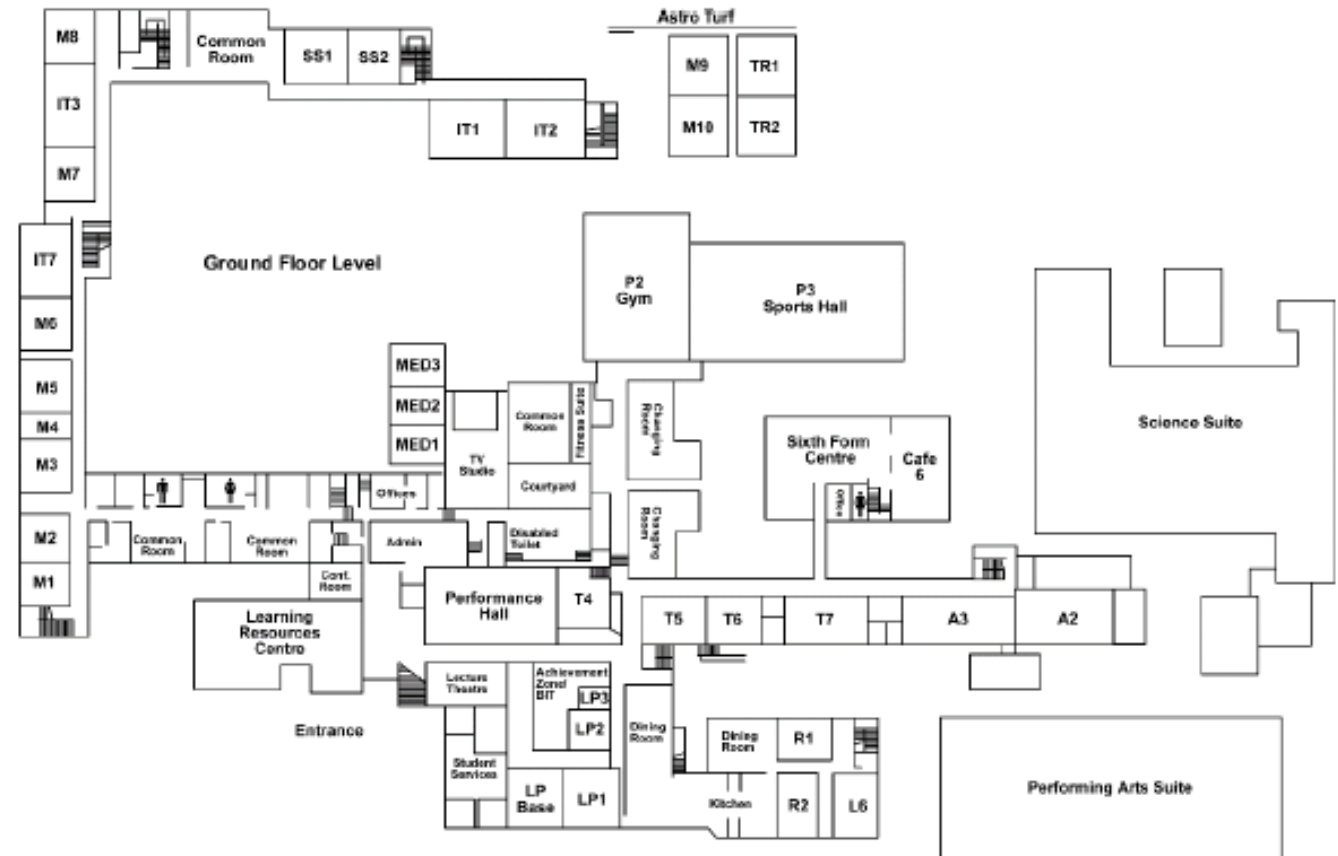 Astro Turf
M8
Common
Room
SS1
SS2
M9
TR1
IT3
IT1
IT2
M10
TR2
M7
IT7
Ground Floor Level
P2
Gym
P3
Sports Hall
M6
MED3
M5
MED2
Common
Room
Fitness Suite
Changing
Room
Science Suite
M4
MED1
Sixth Form
Centre
Cafe
6
M3
TV
Studio
Courtyard
Offices
Office
M2
Common
Room
Common
Room
Admin
Disabled
Toilet
Changing
Room
M1
Conf.
Room
Performance
Hall
T4
T5
T6
T7
A3
A2
Learning
Resources
Centre
Lecture
Theatre
Achievement
Zone/
BIT
LP3
LP2
Entrance
Dining
Room
Dining
Room
R1
Student
Services
LP
Base
LP1
Kitchen
R2
L6
Performing Arts Suite